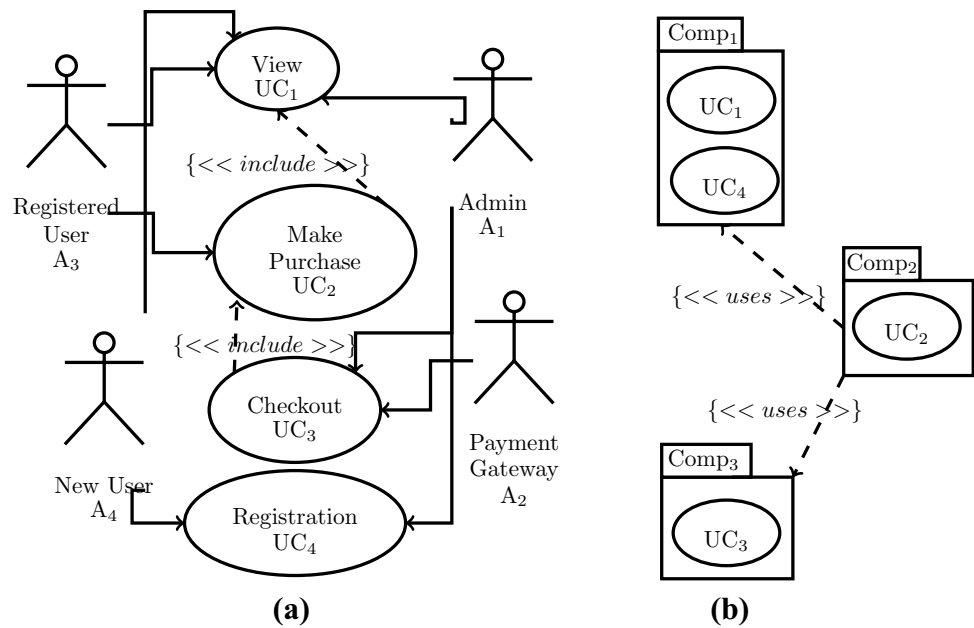 View
UC₁
{<< include >>}
Registered
User
A₃
Admin
A₁
Make
Purchase
UC₂
{<< include >>}
Checkout
UC₃
Payment
Gateway
A₂
New User
A₄
Registration
UC₄
(a)
Comp₁
UC₁
UC₄
Comp₂
{<< uses >>}
UC₂
{<< uses >>}
Comp₃
UC₃
(b)